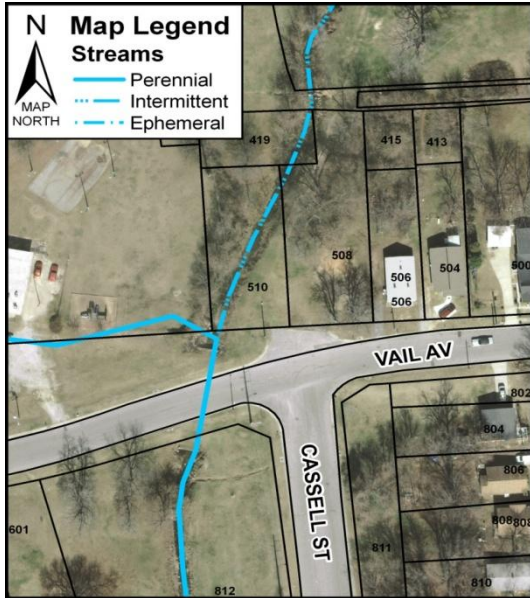 N
MAP
NORTH
Map Legend
Streams
Perennial
Intermittent
Ephemeral
419
415
413
508
510
506
506
504
500
VAIL AV
CASSELL ST
802
804
806
808
808
810
811
812
601